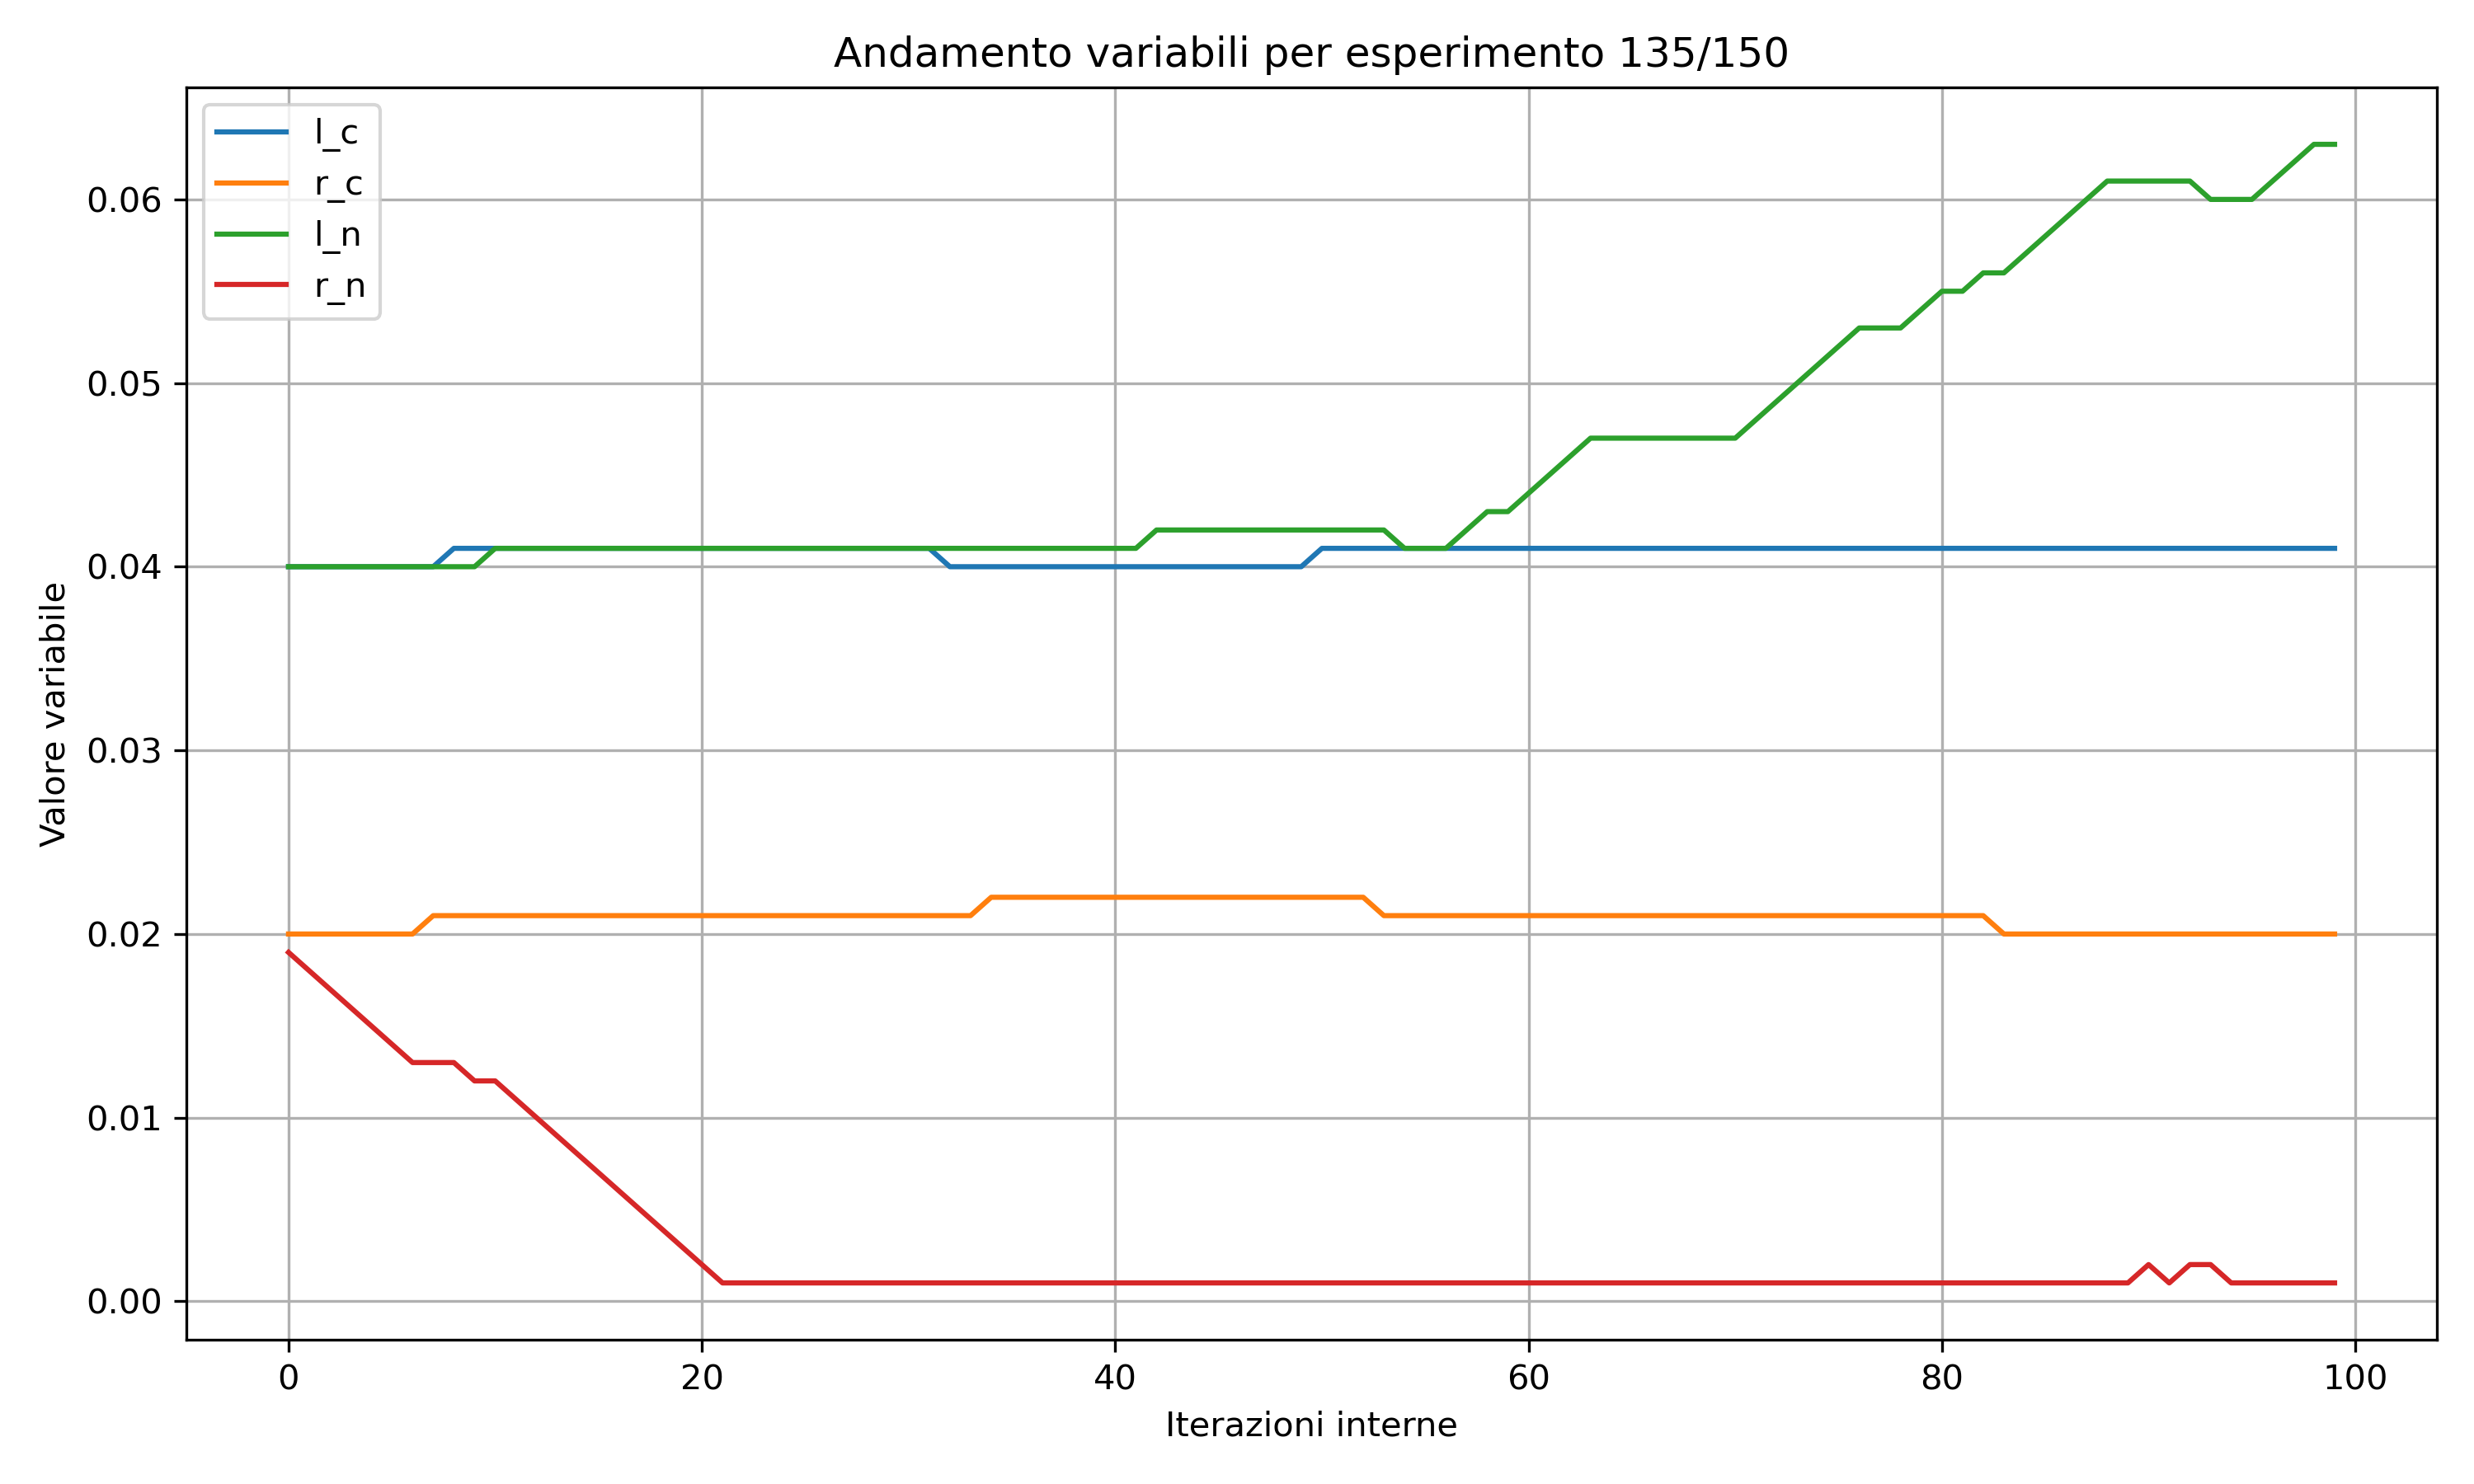 Andamento variabili per esperimento 135/150
l_c
r_c
l_n
r_n
0.06
0.05
0.04
0.03
0.02
0.01
0.00
Valore variabile
0 20 40 60 80 100
Iterazioni interne